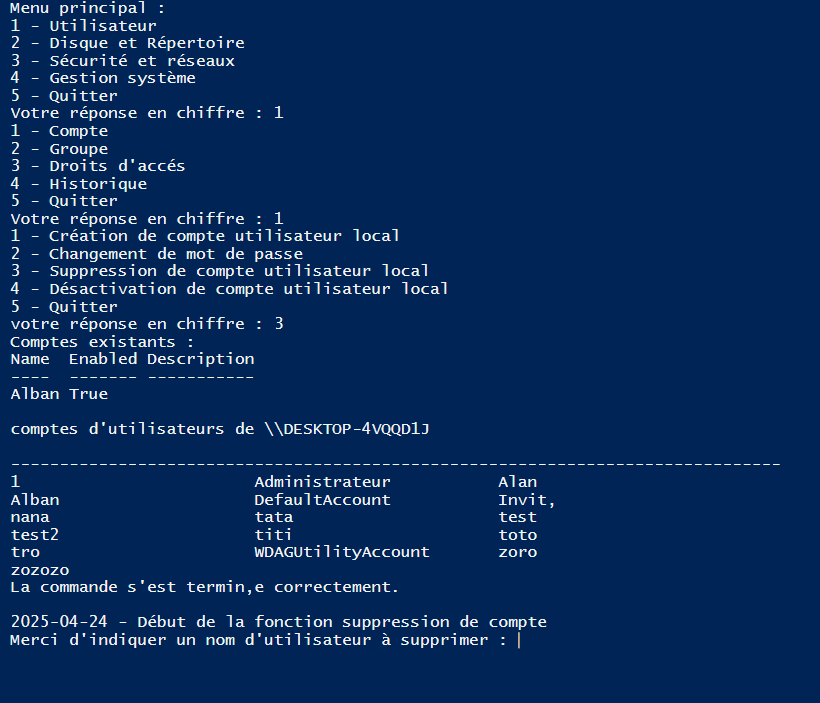 Menu principal :
1 - Utilisateur
2 - Disque et Répertoire
3 - Sécurité et réseaux
4 - Gestion système
5 - Quitter
Votre réponse en chiffre : 1
1 - Compte
2 - Groupe
3 - Droits d'accés
4 - Historique
5 - Quitter
Votre réponse en chiffre : 1
1 - Création de compte utilisateur local
2 - Changement de mot de passe
3 - Suppression de compte utilisateur local
4 - Désactivation de compte utilisateur local
5 - Quitter
votre réponse en chiffre : 3
Comptes existants :
Name  Enabled Description
----  ------- -----------
Alban True
comptes d'utilisateurs de \\DESKTOP-4VQQD1J
-------------------------------------------------------------------------------
1                        Administrateur           Alan
Alban                    DefaultAccount           Invit,
nana                     tata                     test
test2                    titi                     toto
tro                      WDAGUtilityAccount       zoro
zozozo
La commande s'est termin,e correctement.
2025-04-24 - Début de la fonction suppression de compte
Merci d'indiquer un nom d'utilisateur à supprimer :